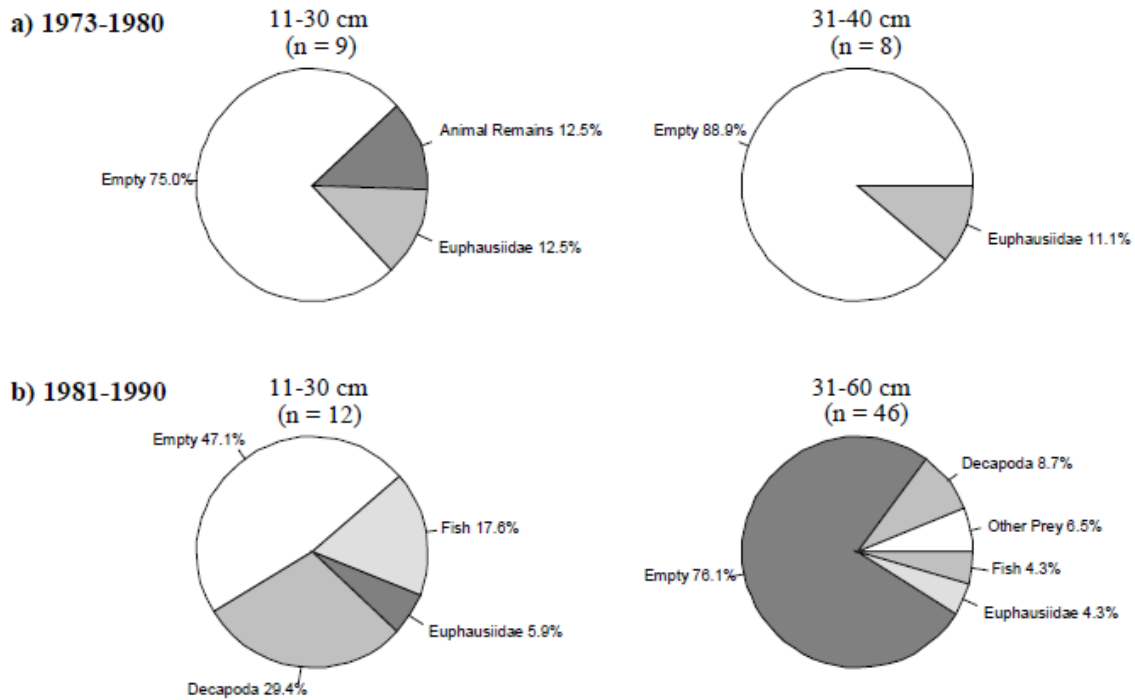 a) 1973-1980
11-30 cm
(n = 9)
Empty 75.0%
Animal Remains 12.5%
Euphausiidae 12.5%
31-40 cm
(n = 8)
Empty 88.9%
Euphausiidae 11.1%
b) 1981-1990
11-30 cm
(n = 12)
Empty 47.1%
Fish 17.6%
Euphausiidae 5.9%
Decapoda 29.4%
31-60 cm
(n = 46)
Decapoda 8.7%
Other Prey 6.5%
Fish 4.3%
Euphausiidae 4.3%
Empty 76.1%